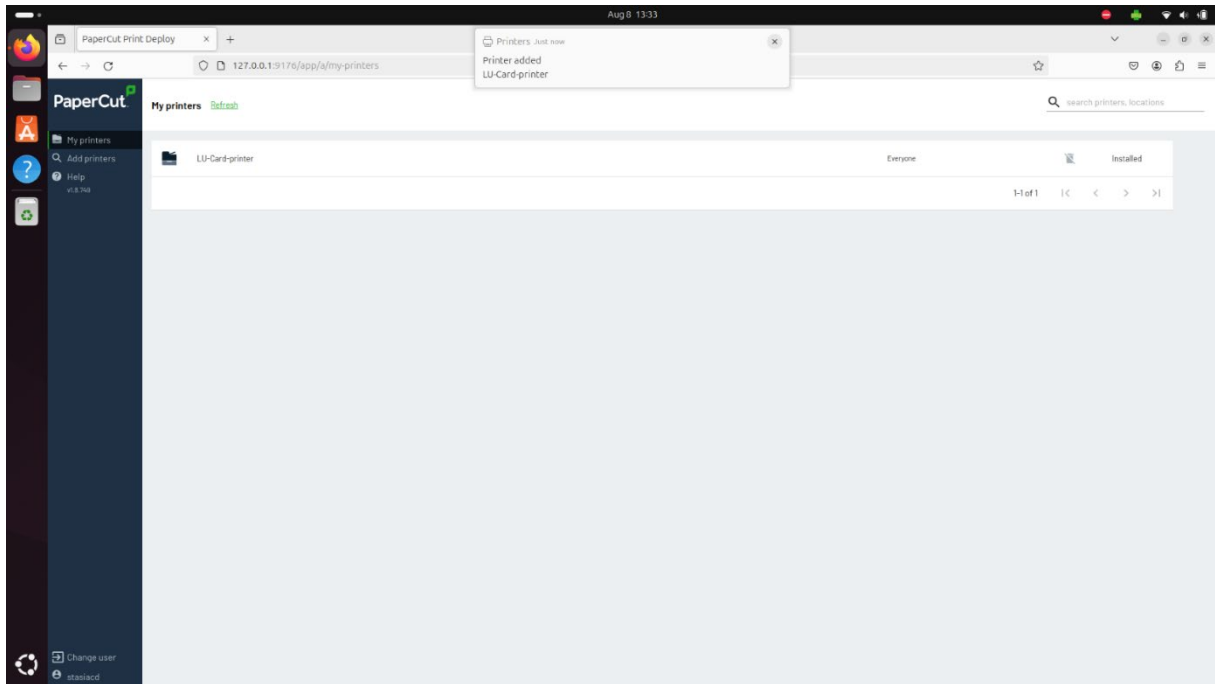 Aug 8 13:33
PaperCut Print Deploy
Printers Just now
Printer added
LU-Card-printer
127.0.0.1:9176/app/a/my-printers
PaperCut
My printers Refresh
search printers, locations
My printers
Add printers
Help
LU-Card-printer Everyone Installed
1-1 of 1
Change user
stasiacd